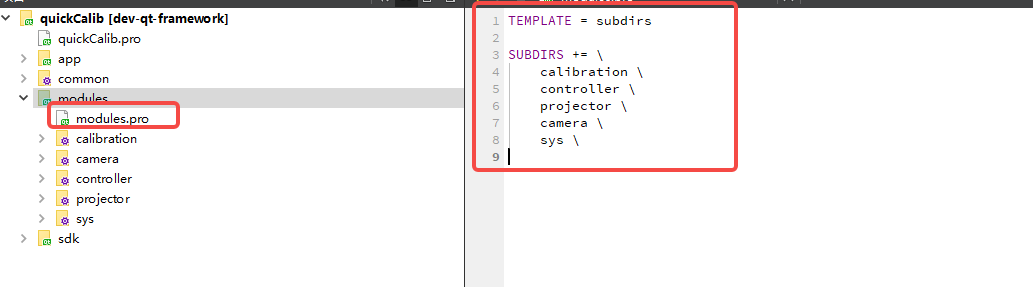 quickCalib [dev-qt-framework]
quickCalib.pro
app
common
modules
modules.pro
calibration
camera
controller
projector
sys
sdk
1 TEMPLATE = subdirs
2
3 SUBDIRS += \
4 calibration \
5 controller \
6 projector \
7 camera \
8 sys \
9